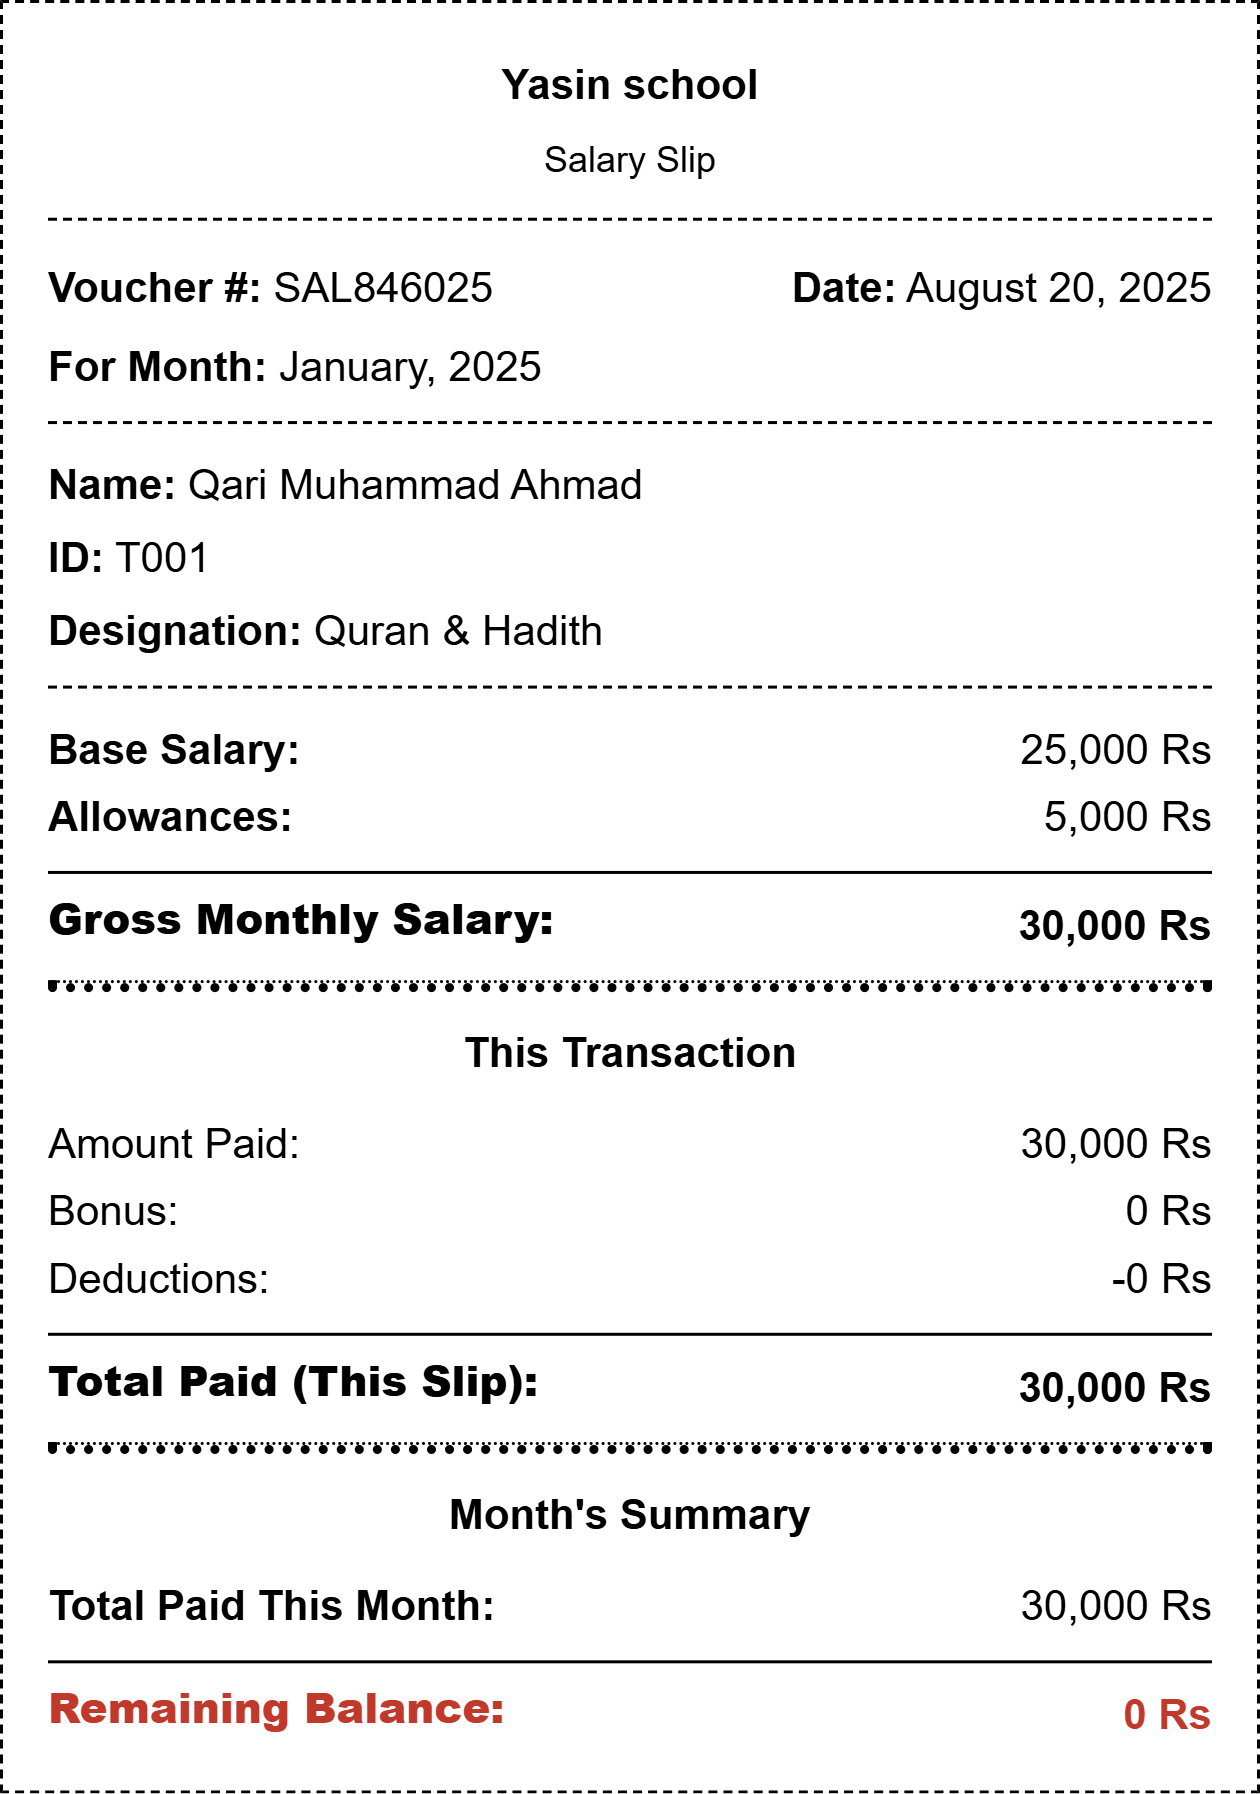 Yasin school
Salary Slip
Voucher #: SAL846025 Date: August 20, 2025
For Month: January, 2025
Name: Qari Muhammad Ahmad
ID: T001
Designation: Quran & Hadith
Base Salary: 25,000 Rs
Allowances: 5,000 Rs
Gross Monthly Salary: 30,000 Rs
This Transaction
Amount Paid: 30,000 Rs
Bonus: 0 Rs
Deductions: -0 Rs
Total Paid (This Slip): 30,000 Rs
Month's Summary
Total Paid This Month: 30,000 Rs
Remaining Balance: 0 Rs